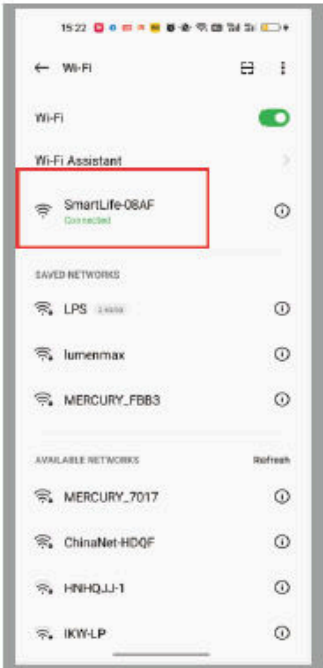 15:22
Wi-Fi
Wi-Fi
Wi-Fi Assistant
SmartLife-08AF
Connected
SAVED NETWORKS
LPS
lumenmax
MERCURY_FBB3
AVAILABLE NETWORKS
Refresh
MERCURY_7017
ChinaNet-HDQF
HNHQJJ-1
IKW-LP